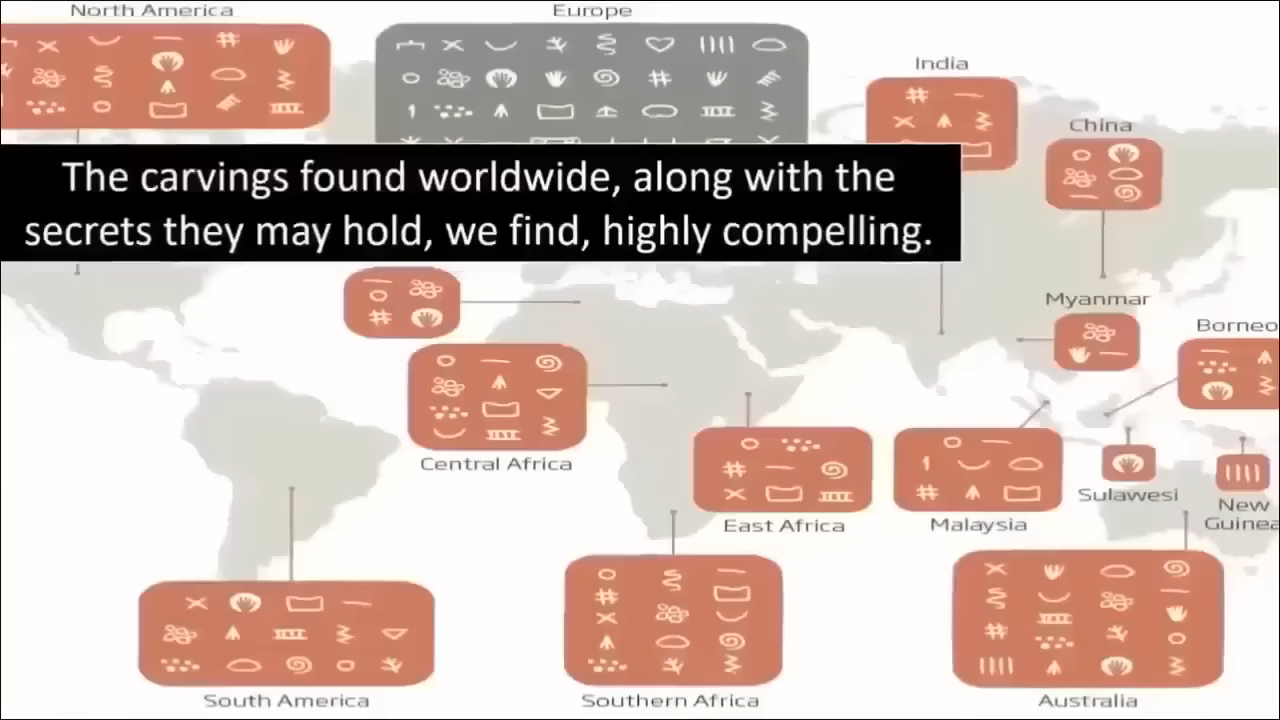 North America
Europe
India
China
The carvings found worldwide, along with the
secrets they may hold, we find, highly compelling.
Myanmar
Borneo
Central Africa
East Africa
Malaysia
Sulawesi
New
Guinea
South America
Southern Africa
Australia